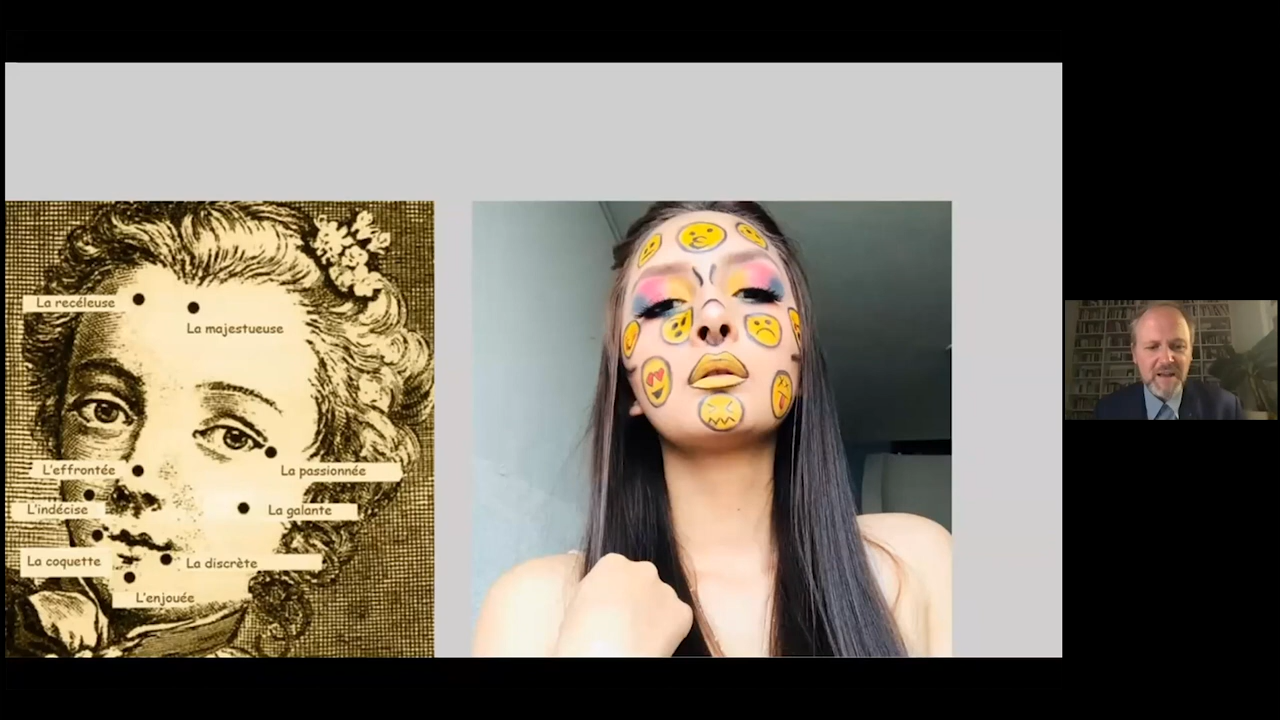 La recéleuse
La majestueuse
L'effrontée
La passionnée
L'indécise
La galante
La coquette
La discrète
L'enjouée